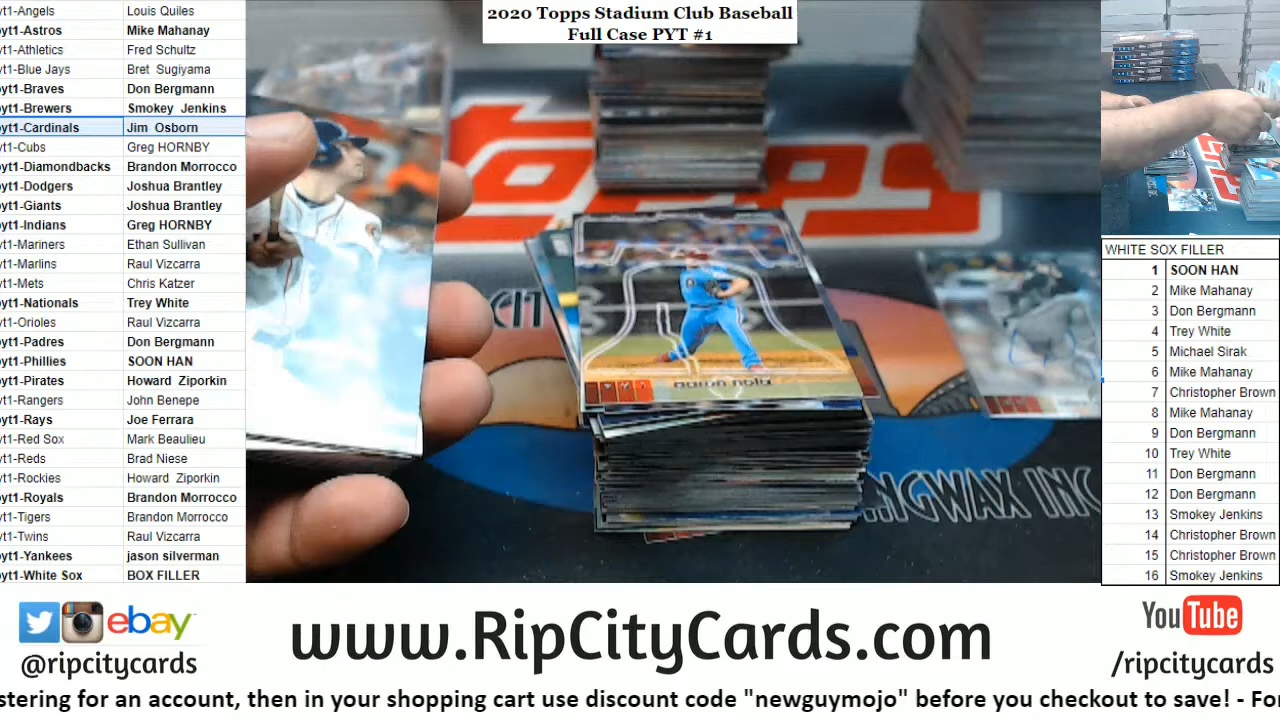 2020 Topps Stadium Club Baseball
Full Case PYT #1
yt1-Angels Louis Quiles
yt1-Astros Mike Mahanay
yt1-Athletics Fred Schultz
yt1-Blue Jays Bret Sugiyama
yt1-Braves Don Bergmann
yt1-Brewers Smokey Jenkins
yt1-Cardinals Jim Osborn
yt1-Cubs Greg HORNBY
yt1-Diamondbacks Brandon Morrocco
yt1-Dodgers Joshua Brantley
yt1-Giants Joshua Brantley
yt1-Indians Greg HORNBY
yt1-Mariners Ethan Sullivan
yt1-Marlins Raul Vizcarra
yt1-Mets Chris Katzer
yt1-Nationals Trey White
yt1-Orioles Raul Vizcarra
yt1-Padres Don Bergmann
yt1-Phillies SOON HAN
yt1-Pirates Howard Ziporkin
yt1-Rangers John Benepe
yt1-Rays Joe Ferrara
yt1-Red Sox Mark Beaulieu
yt1-Reds Brad Niese
yt1-Rockies Howard Ziporkin
yt1-Royals Brandon Morrocco
yt1-Tigers Brandon Morrocco
yt1-Twins Raul Vizcarra
yt1-Yankees jason silverman
yt1-White Sox BOX FILLER
Topps
aaron nola
NGWAX INC
WHITE SOX FILLER
1 SOON HAN
2 Mike Mahanay
3 Don Bergmann
4 Trey White
5 Michael Sirak
6 Mike Mahanay
7 Christopher Brown
8 Mike Mahanay
9 Don Bergmann
10 Trey White
11 Don Bergmann
12 Don Bergmann
13 Smokey Jenkins
14 Christopher Brown
15 Christopher Brown
16 Smokey Jenkins
ebay
@ripcitycards
www.RipCityCards.com
YouTube
/ripcitycards
stering for an account, then in your shopping cart use discount code "newguymojo" before you checkout to save! - Fo